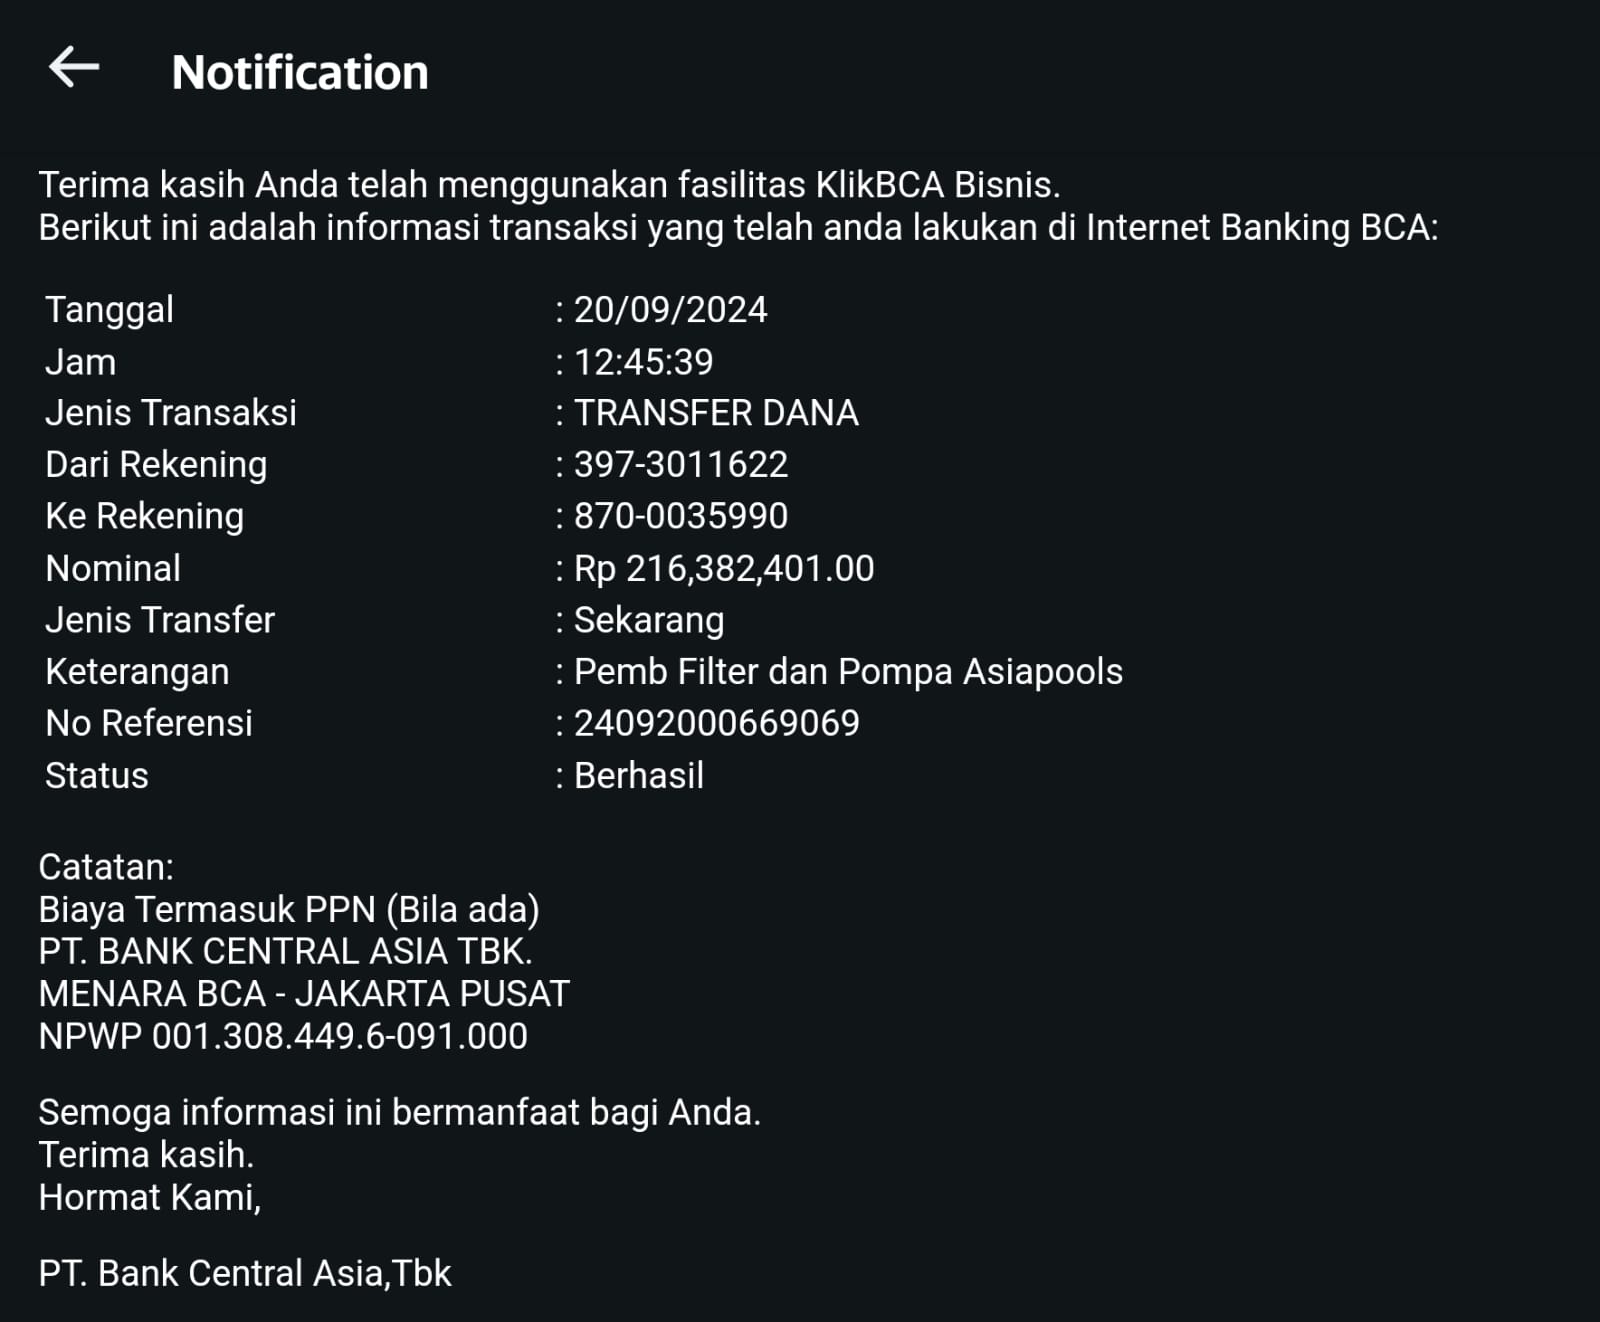 Notification
Terima kasih Anda telah menggunakan fasilitas KlikBCA Bisnis.
Berikut ini adalah informasi transaksi yang telah anda lakukan di Internet Banking BCA:
Tanggal : 20/09/2024
Jam : 12:45:39
Jenis Transaksi : TRANSFER DANA
Dari Rekening : 397-3011622
Ke Rekening : 870-0035990
Nominal : Rp 216,382,401.00
Jenis Transfer : Sekarang
Keterangan : Pemb Filter dan Pompa Asiapools
No Referensi : 24092000669069
Status : Berhasil
Catatan:
Biaya Termasuk PPN (Bila ada)
PT. BANK CENTRAL ASIA TBK.
MENARA BCA - JAKARTA PUSAT
NPWP 001.308.449.6-091.000
Semoga informasi ini bermanfaat bagi Anda.
Terima kasih.
Hormat Kami,
PT. Bank Central Asia,Tbk